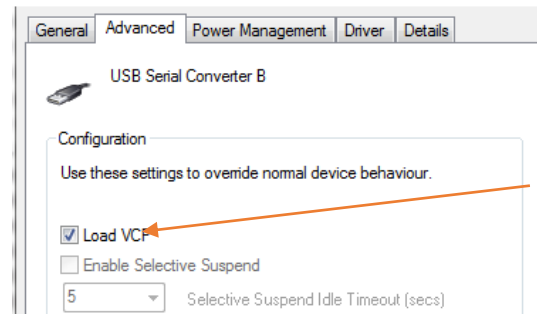 General Advanced Power Management Driver Details
USB Serial Converter B
Configuration
Use these settings to override normal device behaviour.
Load VCP
Enable Selective Suspend
5 Selective Suspend Idle Timeout (secs)